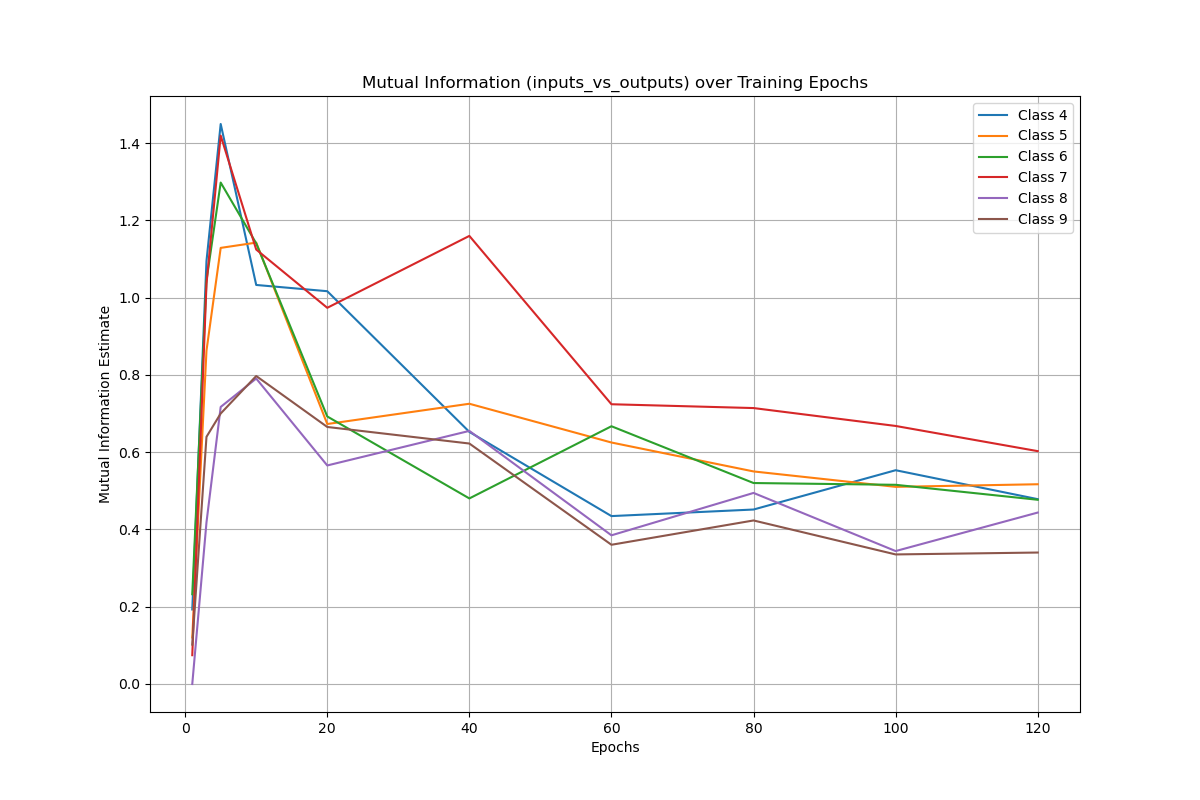 Mutual Information (inputs_vs_outputs) over Training Epochs
Class 4
Class 5
Class 6
Class 7
Class 8
Class 9
Mutual Information Estimate
1.4
1.2
1.0
0.8
0.6
0.4
0.2
0.0
0 20 40 60 80 100 120
Epochs